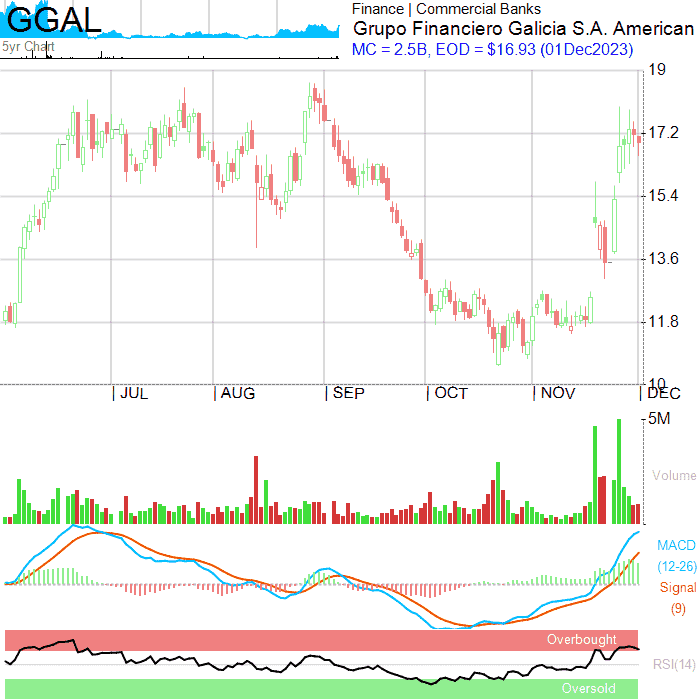 GGAL
5yr Chart
Finance | Commercial Banks
Grupo Financiero Galicia S.A. American
MC = 2.5B, EOD = $16.93 (01Dec2023)
19
17.2
15.4
13.6
11.8
10
JUL
AUG
SEP
OCT
NOV
DEC
5M
Volume
MACD
(12-26)
Signal
(9)
Overbought
RSI(14)
Oversold